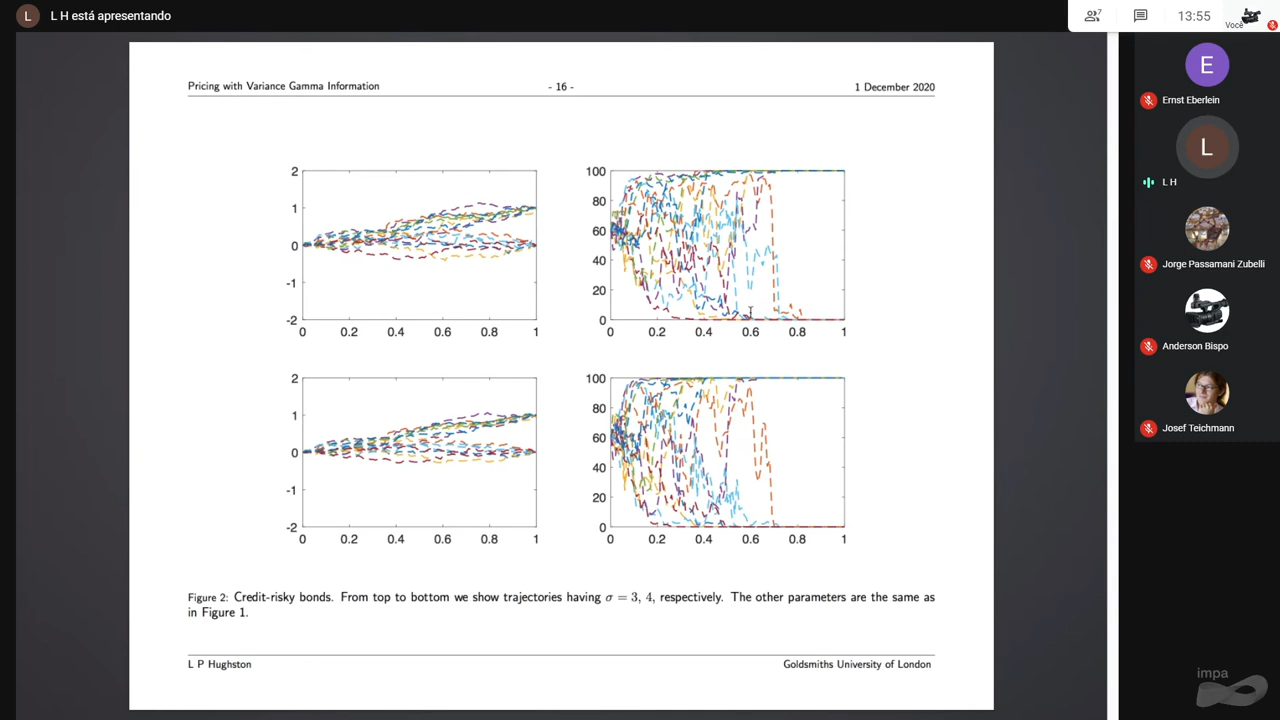 L
L H está apresentando
7
13:55
Você
Pricing with Variance Gamma Information - 16 - 1 December 2020
2
1
0
-1
-2
0 0.2 0.4 0.6 0.8 1
100
80
60
40
20
0
0 0.2 0.4 0.6 0.8 1
2
1
0
-1
-2
0 0.2 0.4 0.6 0.8 1
100
80
60
40
20
0
0 0.2 0.4 0.6 0.8 1
Figure 2: Credit-risky bonds. From top to bottom we show trajectories having σ = 3, 4, respectively. The other parameters are the same as
in Figure 1.
L P Hughston Goldsmiths University of London
E
Ernst Eberlein
L
L H
Jorge Passamani Zubelli
Anderson Bispo
Josef Teichmann
impa